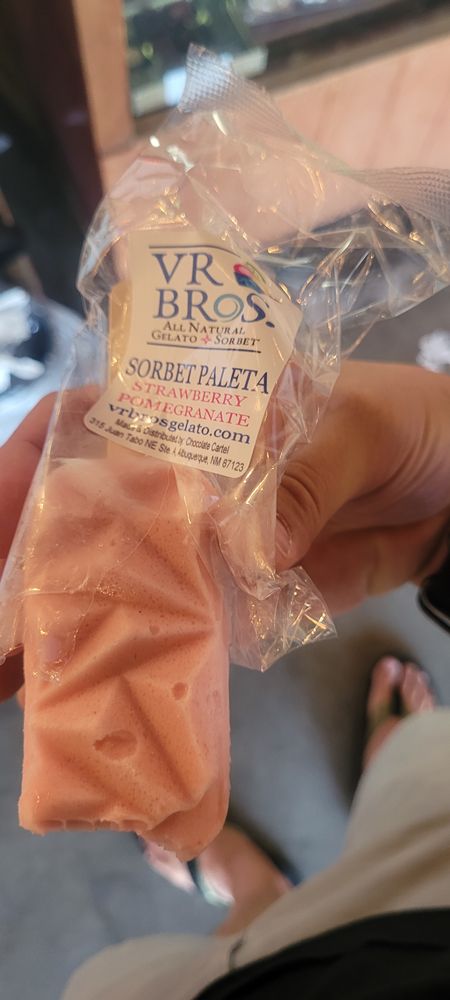 VR
BROS.
ALL NATURAL
GELATO SORBET
SORBET PALETA
STRAWBERRY
POMEGRANATE
vrbrosgelato.com
Made & Distributed by Chocolate Cartel
315 Juan Tabo NE Ste. A, Albuquerque, NM 87123